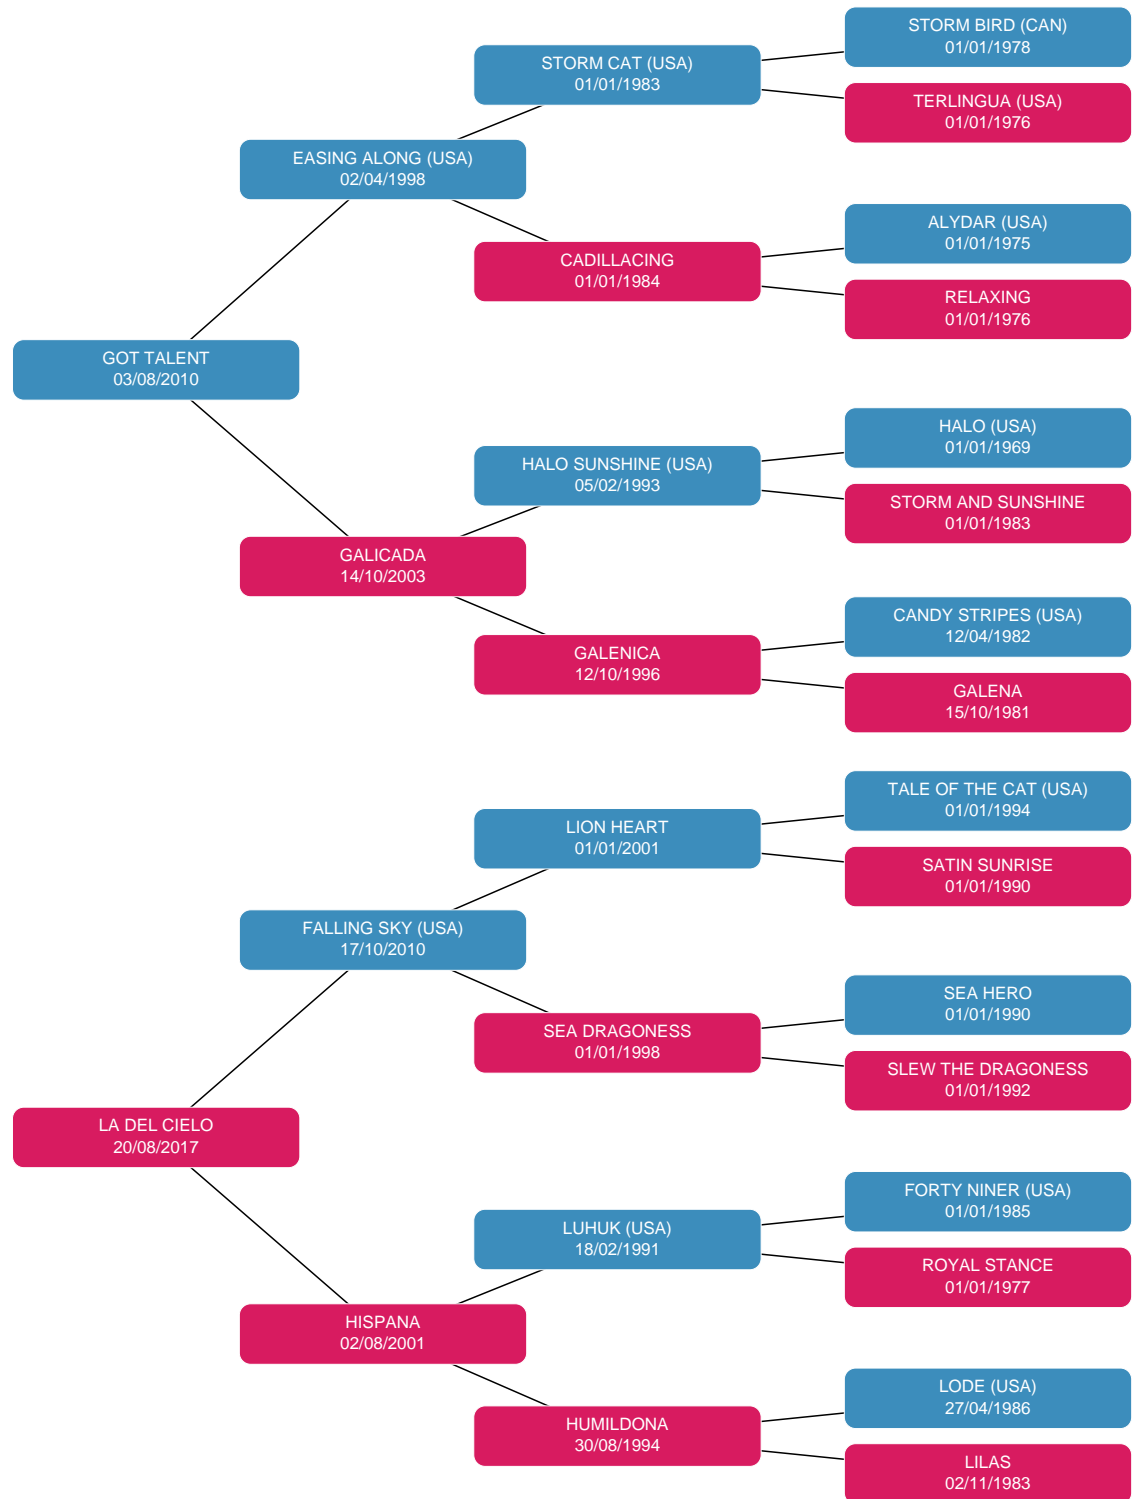 STORM BIRD (CAN)
01/01/1978
STORM CAT (USA)
01/01/1983
TERLINGUA (USA)
01/01/1976
EASING ALONG (USA)
02/04/1998
ALYDAR (USA)
01/01/1975
CADILLACING
01/01/1984
RELAXING
01/01/1976
GOT TALENT
03/08/2010
HALO (USA)
01/01/1969
HALO SUNSHINE (USA)
05/02/1993
STORM AND SUNSHINE
01/01/1983
GALICADA
14/10/2003
CANDY STRIPES (USA)
12/04/1982
GALENICA
12/10/1996
GALENA
15/10/1981
TALE OF THE CAT (USA)
01/01/1994
LION HEART
01/01/2001
SATIN SUNRISE
01/01/1990
FALLING SKY (USA)
17/10/2010
SEA HERO
01/01/1990
SEA DRAGONESS
01/01/1998
SLEW THE DRAGONESS
01/01/1992
LA DEL CIELO
20/08/2017
FORTY NINER (USA)
01/01/1985
LUHUK (USA)
18/02/1991
ROYAL STANCE
01/01/1977
HISPANA
02/08/2001
LODE (USA)
27/04/1986
HUMILDONA
30/08/1994
LILAS
02/11/1983